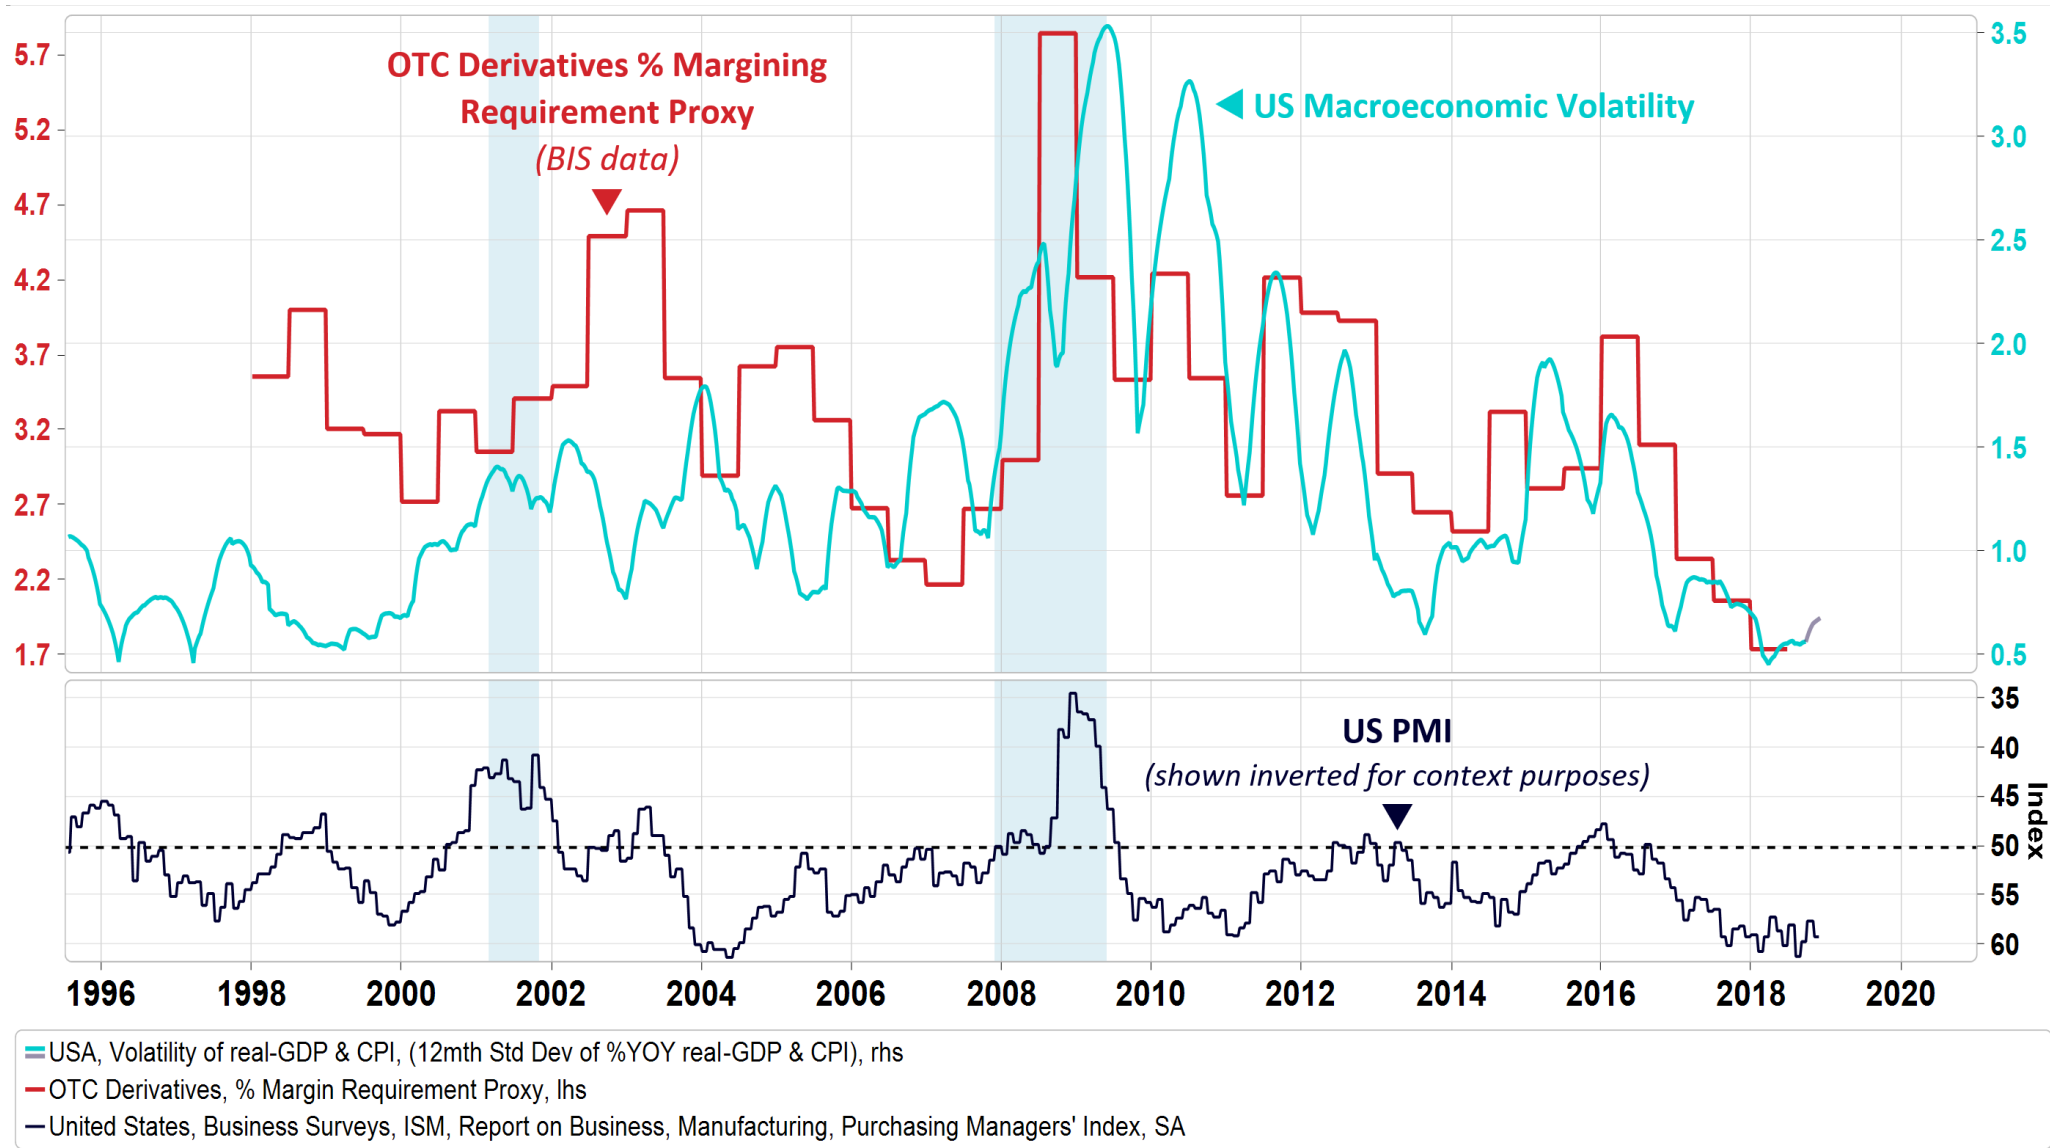 OTC Derivatives % Margining
Requirement Proxy
(BIS data)
US Macroeconomic Volatility
5.7
5.2
4.7
4.2
3.7
3.2
2.7
2.2
1.7
3.5
3.0
2.5
2.0
1.5
1.0
0.5
US PMI
(shown inverted for context purposes)
35
40
45
50
55
60
Index
1996 1998 2000 2002 2004 2006 2008 2010 2012 2014 2016 2018 2020
USA, Volatility of real-GDP & CPI, (12mth Std Dev of %YOY real-GDP & CPI), rhs
OTC Derivatives, % Margin Requirement Proxy, lhs
United States, Business Surveys, ISM, Report on Business, Manufacturing, Purchasing Managers' Index, SA